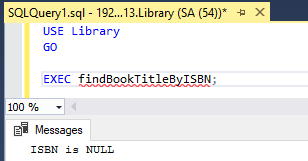 SQLQuery1.sql - 192...13.Library (SA (54))*
USE Library
GO
EXEC findBookTitleByISBN;
100 %
Messages
ISBN is NULL